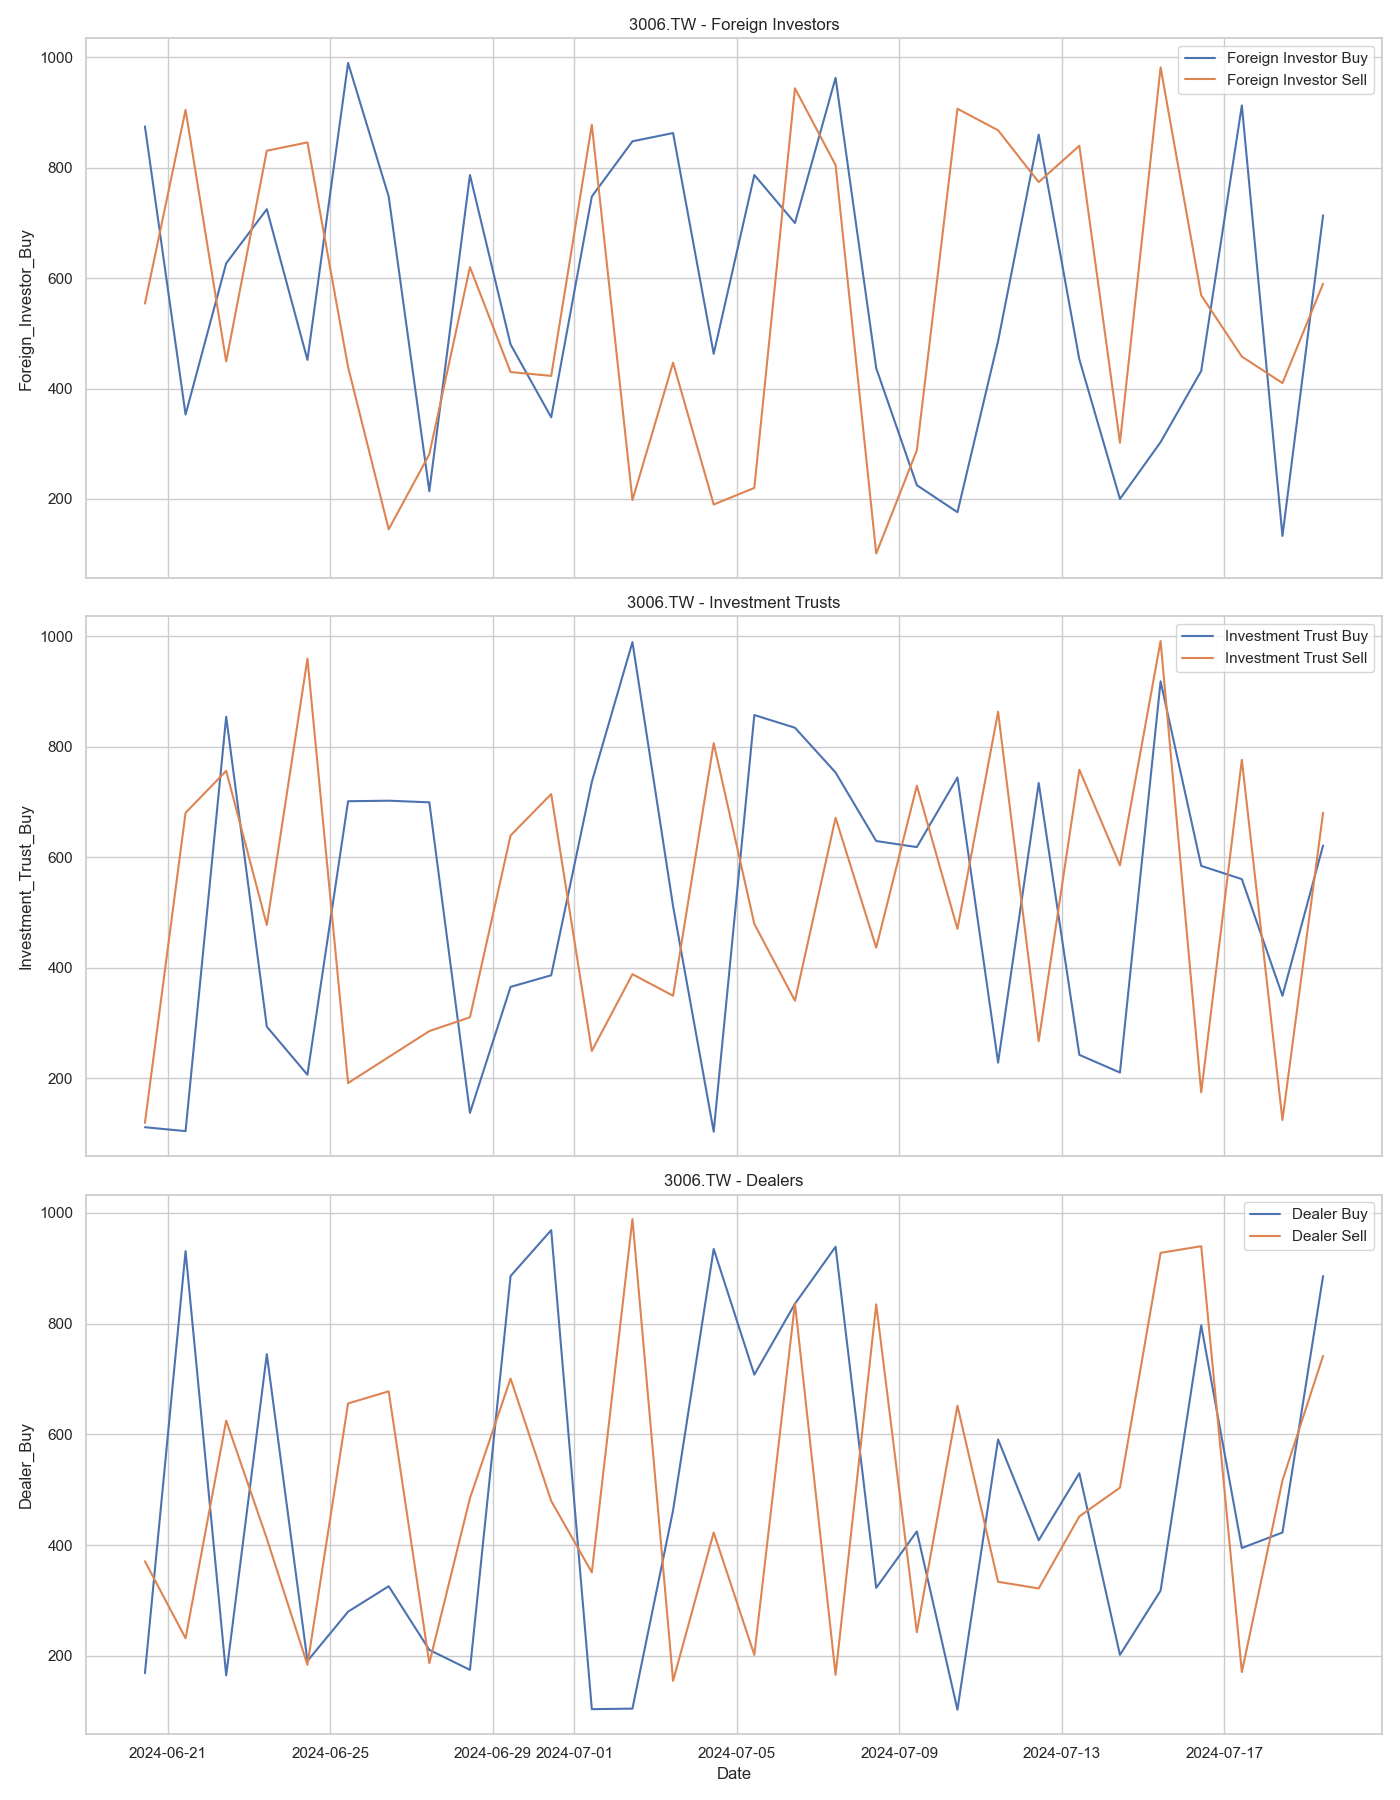 3006.TW - Foreign Investors
Foreign Investor Buy
Foreign Investor Sell
Foreign_Investor_Buy
1000
800
600
400
200
3006.TW - Investment Trusts
Investment Trust Buy
Investment Trust Sell
Investment_Trust_Buy
1000
800
600
400
200
3006.TW - Dealers
Dealer Buy
Dealer Sell
Dealer_Buy
1000
800
600
400
200
2024-06-21 2024-06-25 2024-06-29 2024-07-01 2024-07-05 2024-07-09 2024-07-13 2024-07-17
Date